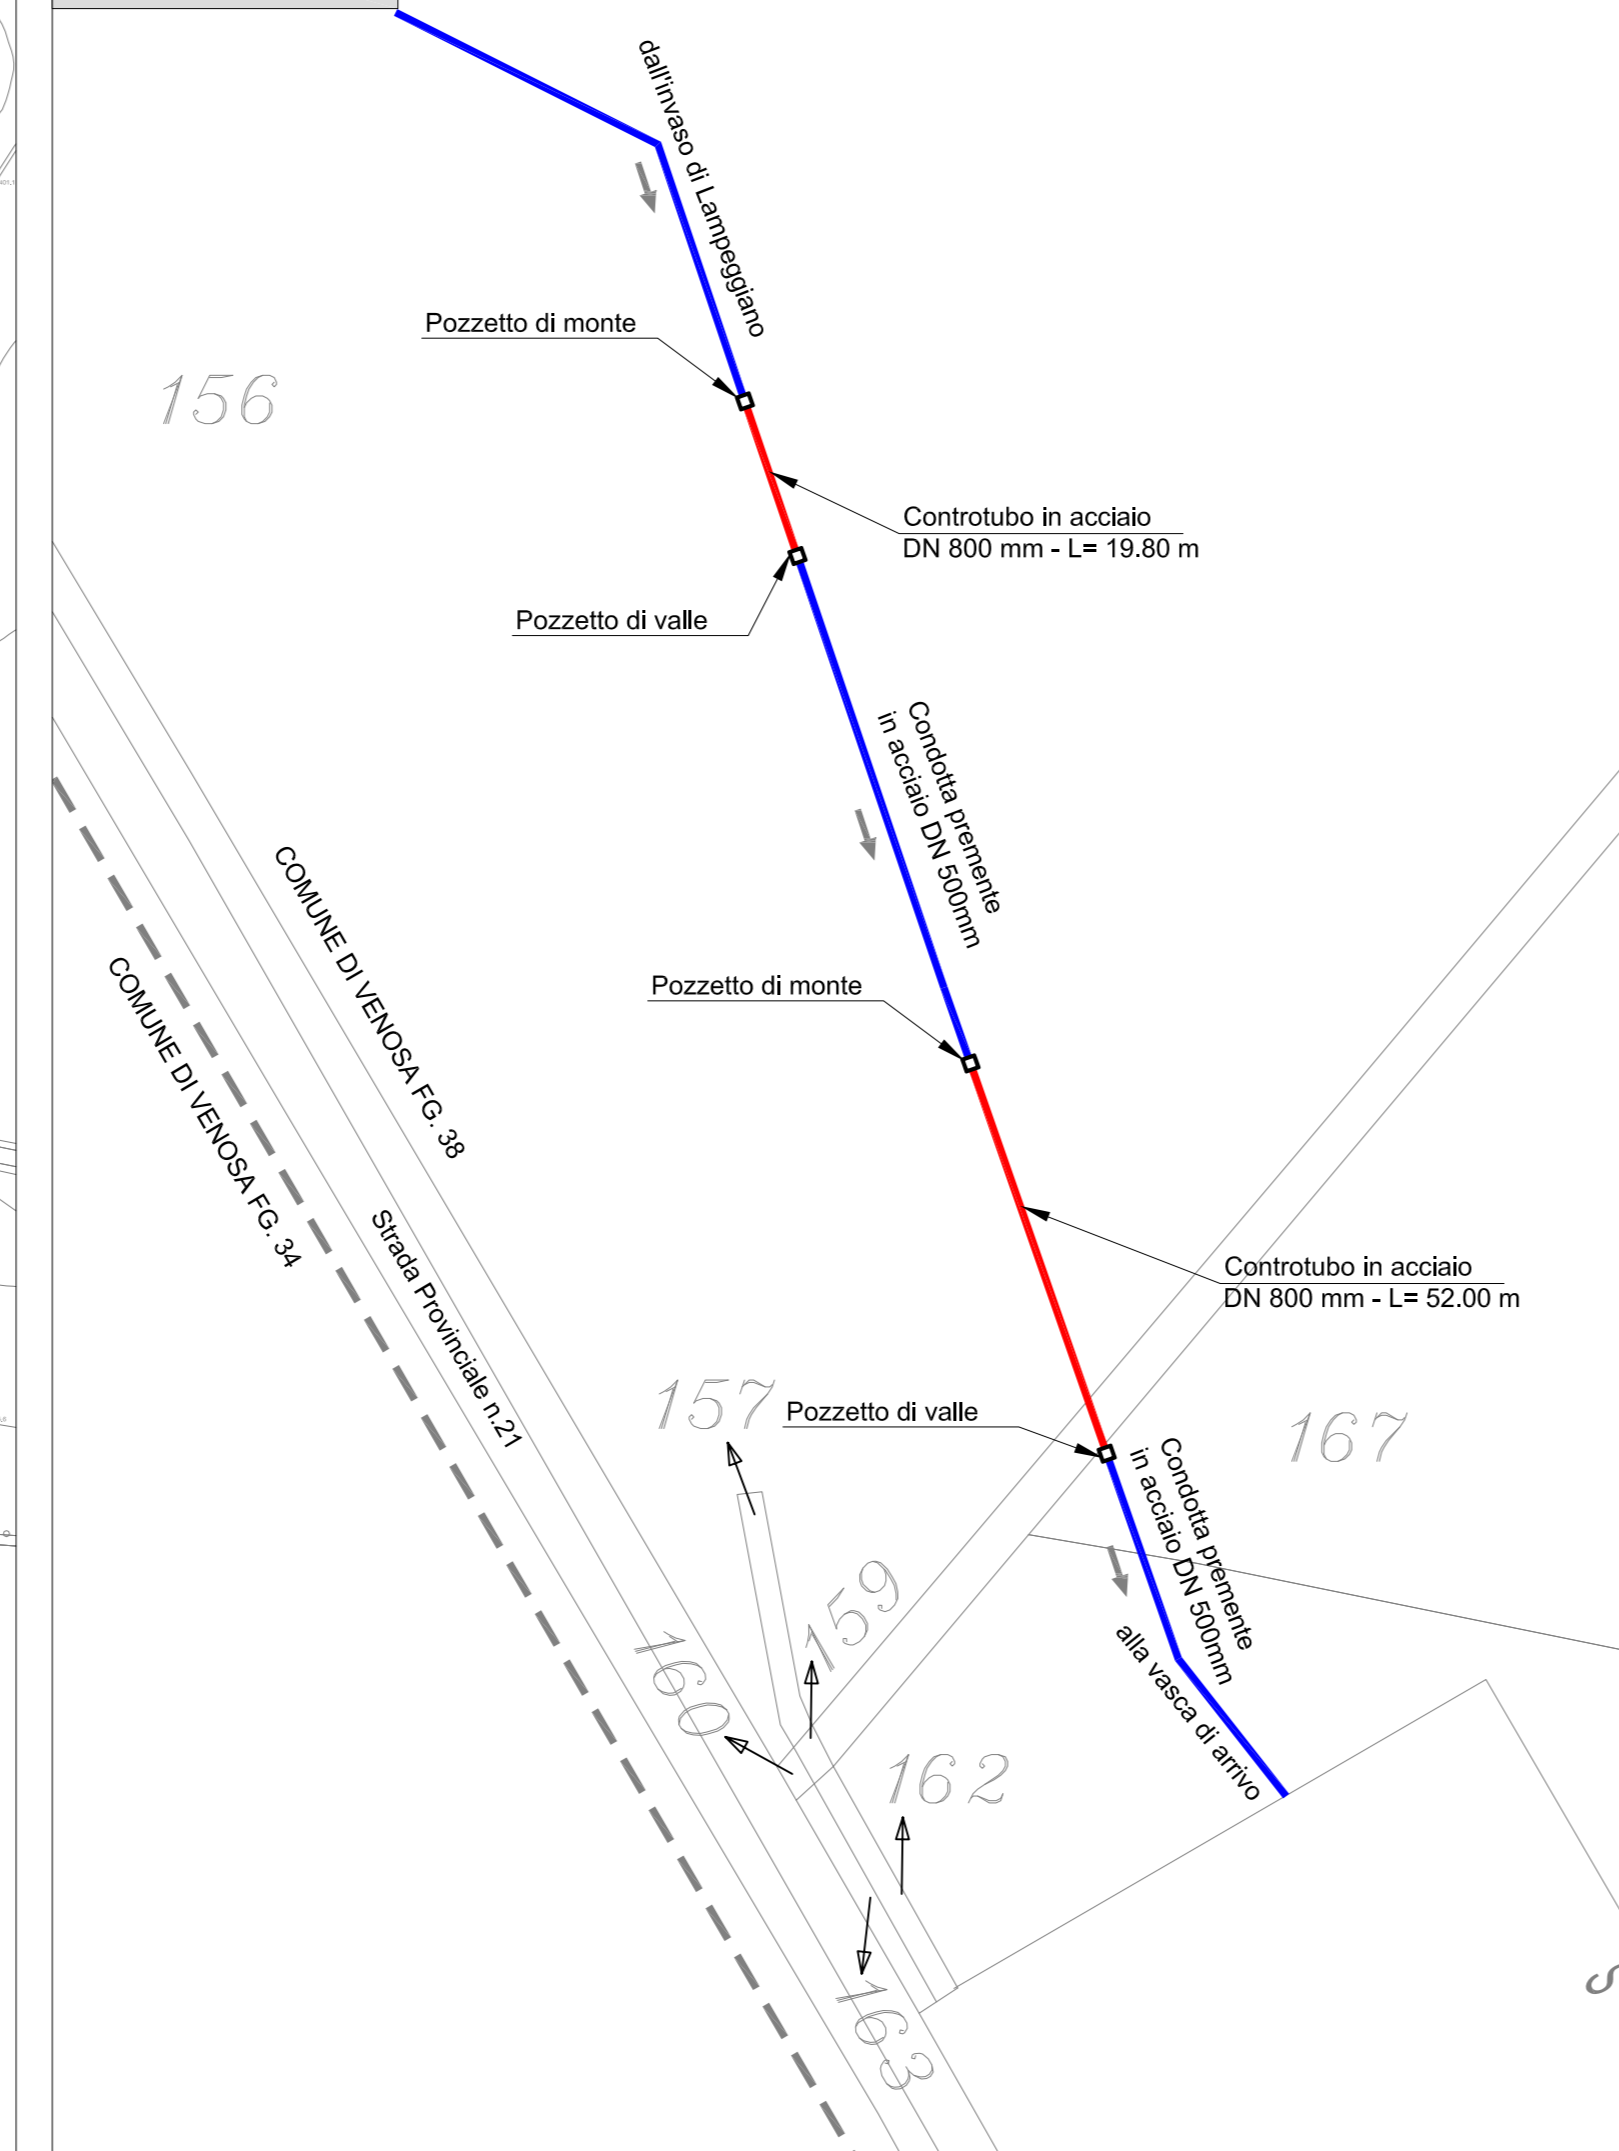 dall'invaso di Lampeggiano
Pozzetto di monte
156
Controtubo in acciaio
DN 800 mm - L= 19.80 m
Pozzetto di valle
Condotta premente
in acciaio DN 500mm
COMUNE DI VENOSA FG. 38
COMUNE DI VENOSA FG. 34
Pozzetto di monte
Strada Provinciale n.21
Controtubo in acciaio
DN 800 mm - L= 52.00 m
157
Pozzetto di valle
167
Condotta premente
in acciaio DN 500mm
159
160
alla vasca di arrivo
162
163